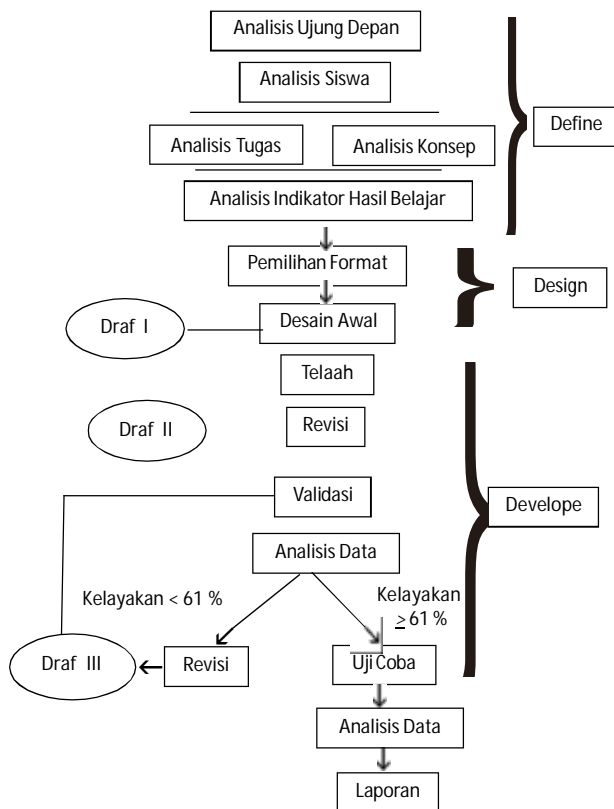 Analisis Ujung Depan
Analisis Siswa
Define
Analisis Tugas
Analisis Konsep
Analisis Indikator Hasil Belajar
Pemilihan Format
Design
Draf I
Desain Awal
Telaah
Draf II
Revisi
Validasi
Develope
Analisis Data
Kelayakan < 61 %
Kelayakan
≥ 61 %
Draf III
Revisi
Uji Coba
Analisis Data
Laporan